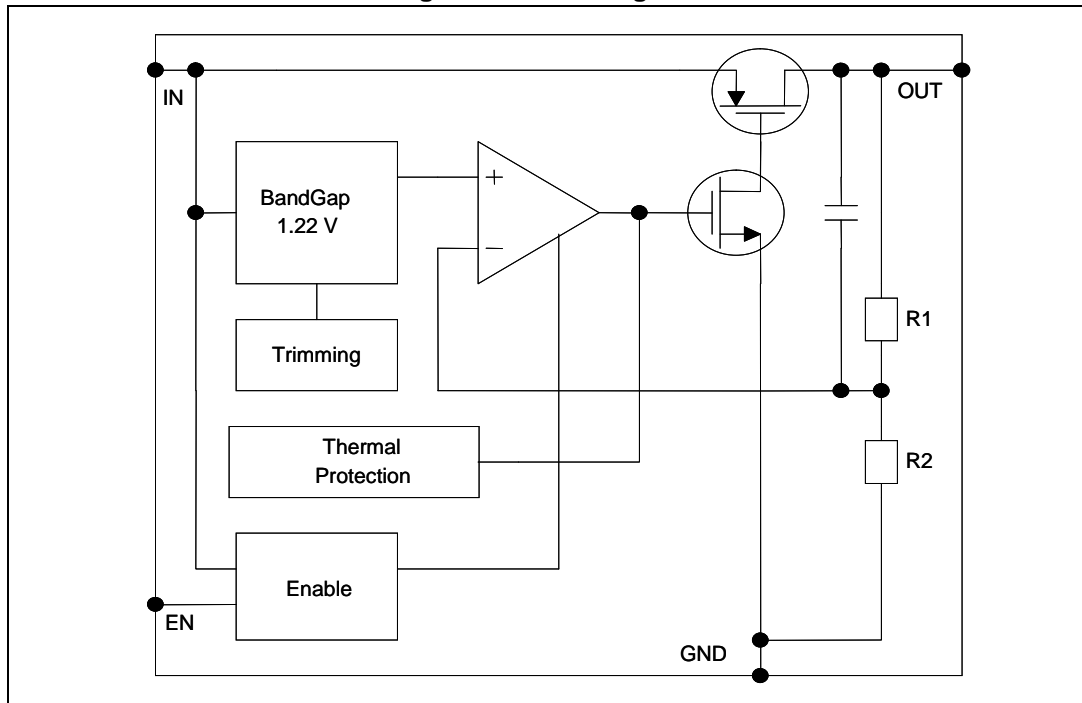 IN
OUT
BandGap
1.22 V
+
−
R1
Trimming
Thermal
Protection
R2
Enable
EN
GND